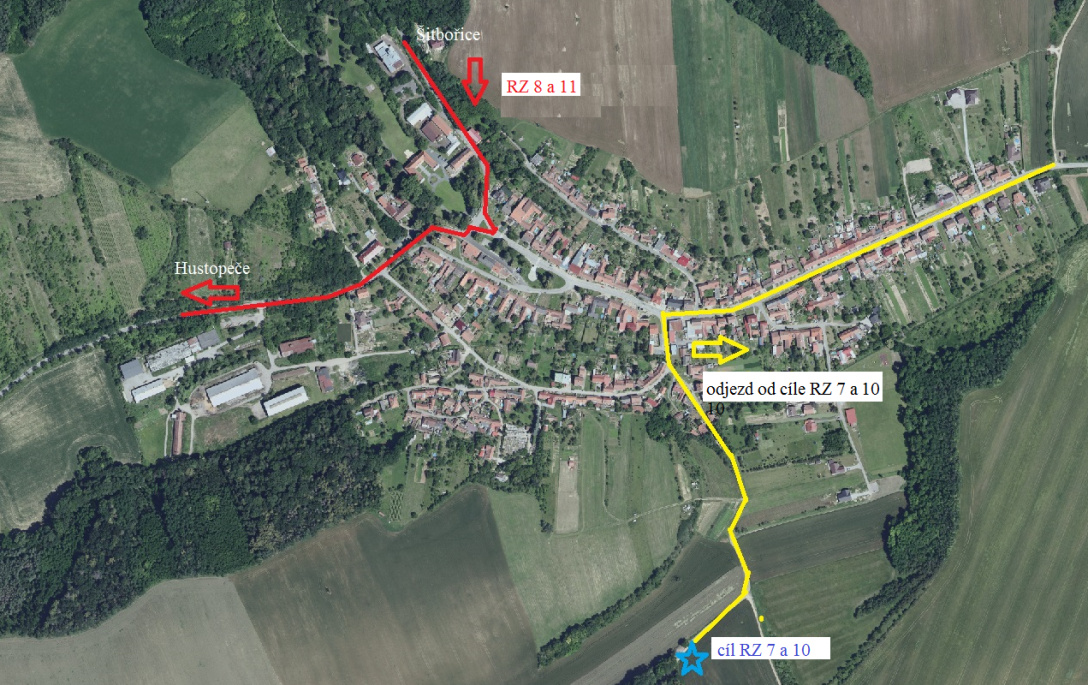 Šitbořice
RZ 8 a 11
Hustopeče
odjezd od cíle RZ 7 a 10
10
cíl RZ 7 a 10